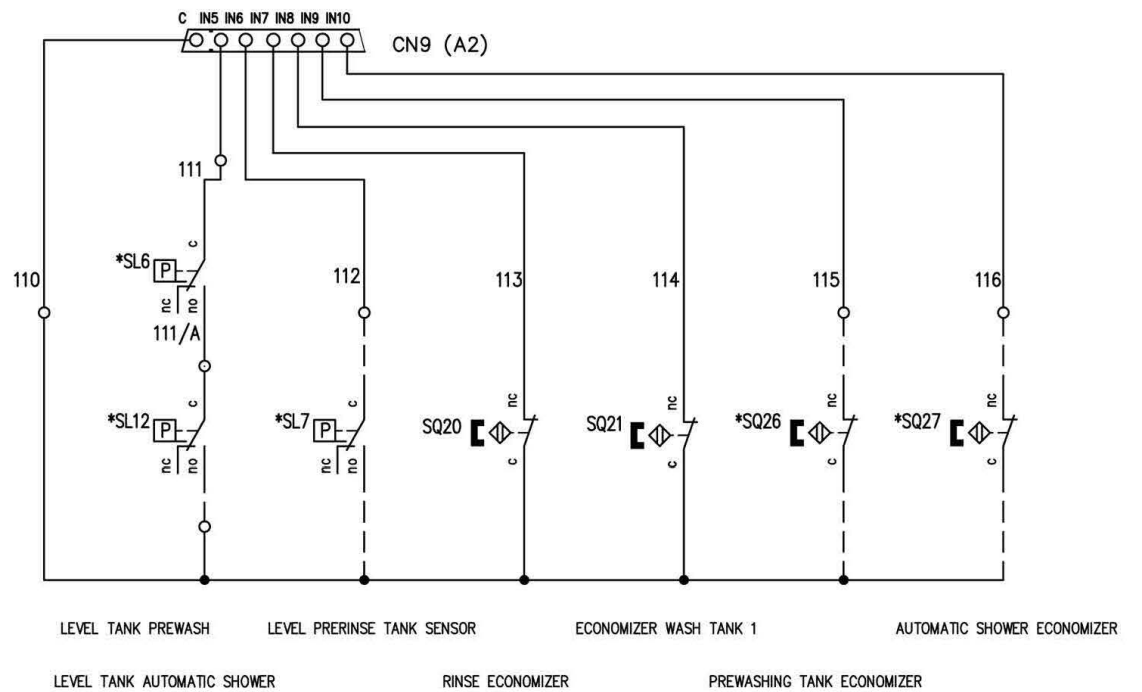 C IN5 IN6 IN7 IN8 IN9 IN10
CN9 (A2)
111
c
*SL6 P
110 112 113 114 115 116
nc no
111/A
c c nc nc nc nc
*SL12 P *SL7 P SQ20 SQ21 *SQ26 *SQ27
nc no nc no c c c c
LEVEL TANK PREWASH LEVEL PRERINSE TANK SENSOR ECONOMIZER WASH TANK 1 AUTOMATIC SHOWER ECONOMIZER
LEVEL TANK AUTOMATIC SHOWER RINSE ECONOMIZER PREWASHING TANK ECONOMIZER